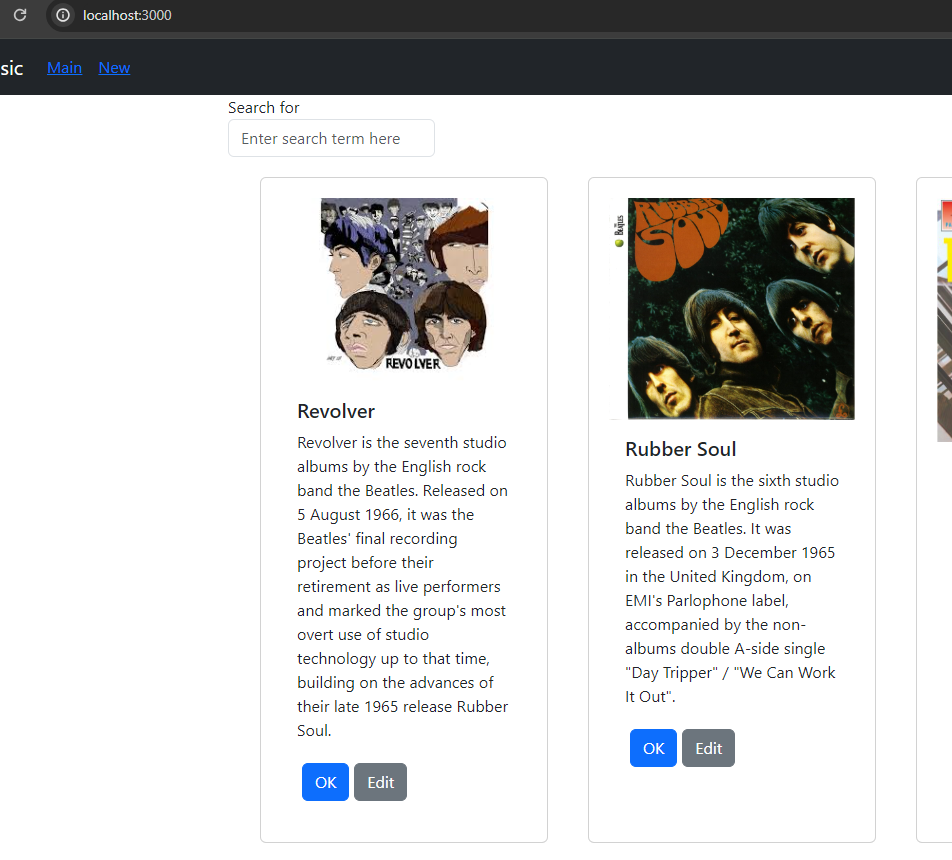 localhost:3000
sic Main New
Search for
Enter search term here
REVOLVER
Revolver
Revolver is the seventh studio
albums by the English rock
band the Beatles. Released on
5 August 1966, it was the
Beatles' final recording
project before their
retirement as live performers
and marked the group's most
overt use of studio
technology up to that time,
building on the advances of
their late 1965 release Rubber
Soul.
OK Edit
RUBBER
SOUL
Beatles
Rubber Soul
Rubber Soul is the sixth studio
albums by the English rock
band the Beatles. It was
released on 3 December 1965
in the United Kingdom, on
EMI's Parlophone label,
accompanied by the non-
albums double A-side single
"Day Tripper" / "We Can Work
It Out".
OK Edit